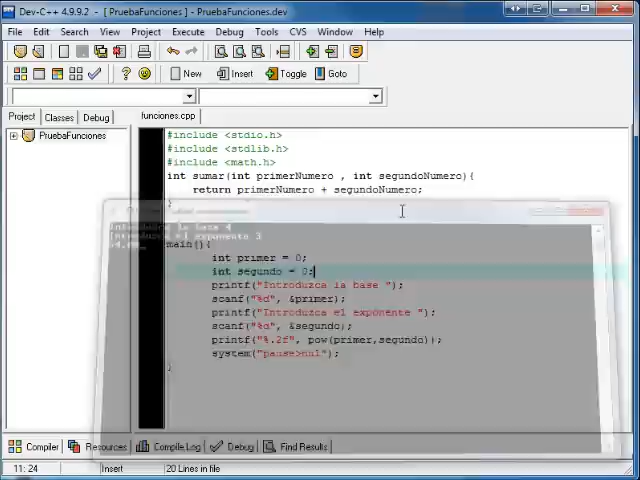 Dev-C++ 4.9.9.2 - [ PruebaFunciones ] - PruebaFunciones.dev
File Edit Search View Project Execute Debug Tools CVS Window Help
New Insert Toggle Goto
Project Classes Debug funciones.cpp
PruebaFunciones
#include <stdio.h>
#include <stdlib.h>
#include <math.h>
int sumar(int primerNumero , int segundoNumero){
return primerNumero + segundoNumero;
}
Introduzca la base 4
Introduzca el exponente 3
64.00
main(){
int primer = 0;
int segundo = 0;
printf("Introduzca la base ");
scanf("%d", &primer);
printf("Introduzca el exponente ");
scanf("%d", &segundo);
printf("%.2f", pow(primer,segundo));
system("pause>nul");
}
Compiler Resources Compile Log Debug Find Results
11: 24 Insert 20 Lines in file